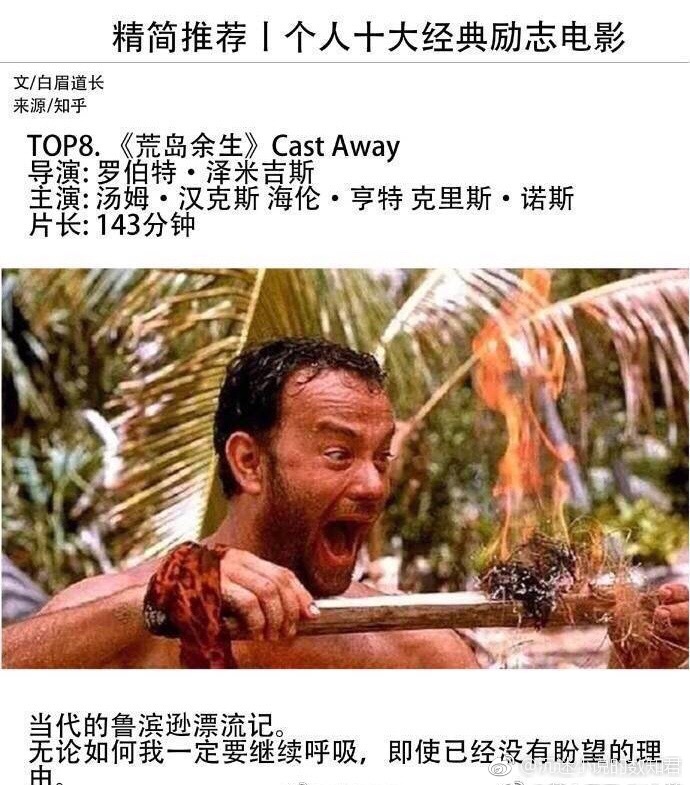 精简推荐丨个人十大经典励志电影
文/白眉道长
来源/知乎
TOP8. 《荒岛余生》Cast Away
导演: 罗伯特·泽米吉斯
主演: 汤姆·汉克斯 海伦·亨特 克里斯·诺斯
片长: 143分钟
当代的鲁滨逊漂流记。
无论如何我一定要继续呼吸，即使已经没有盼望的理
由。